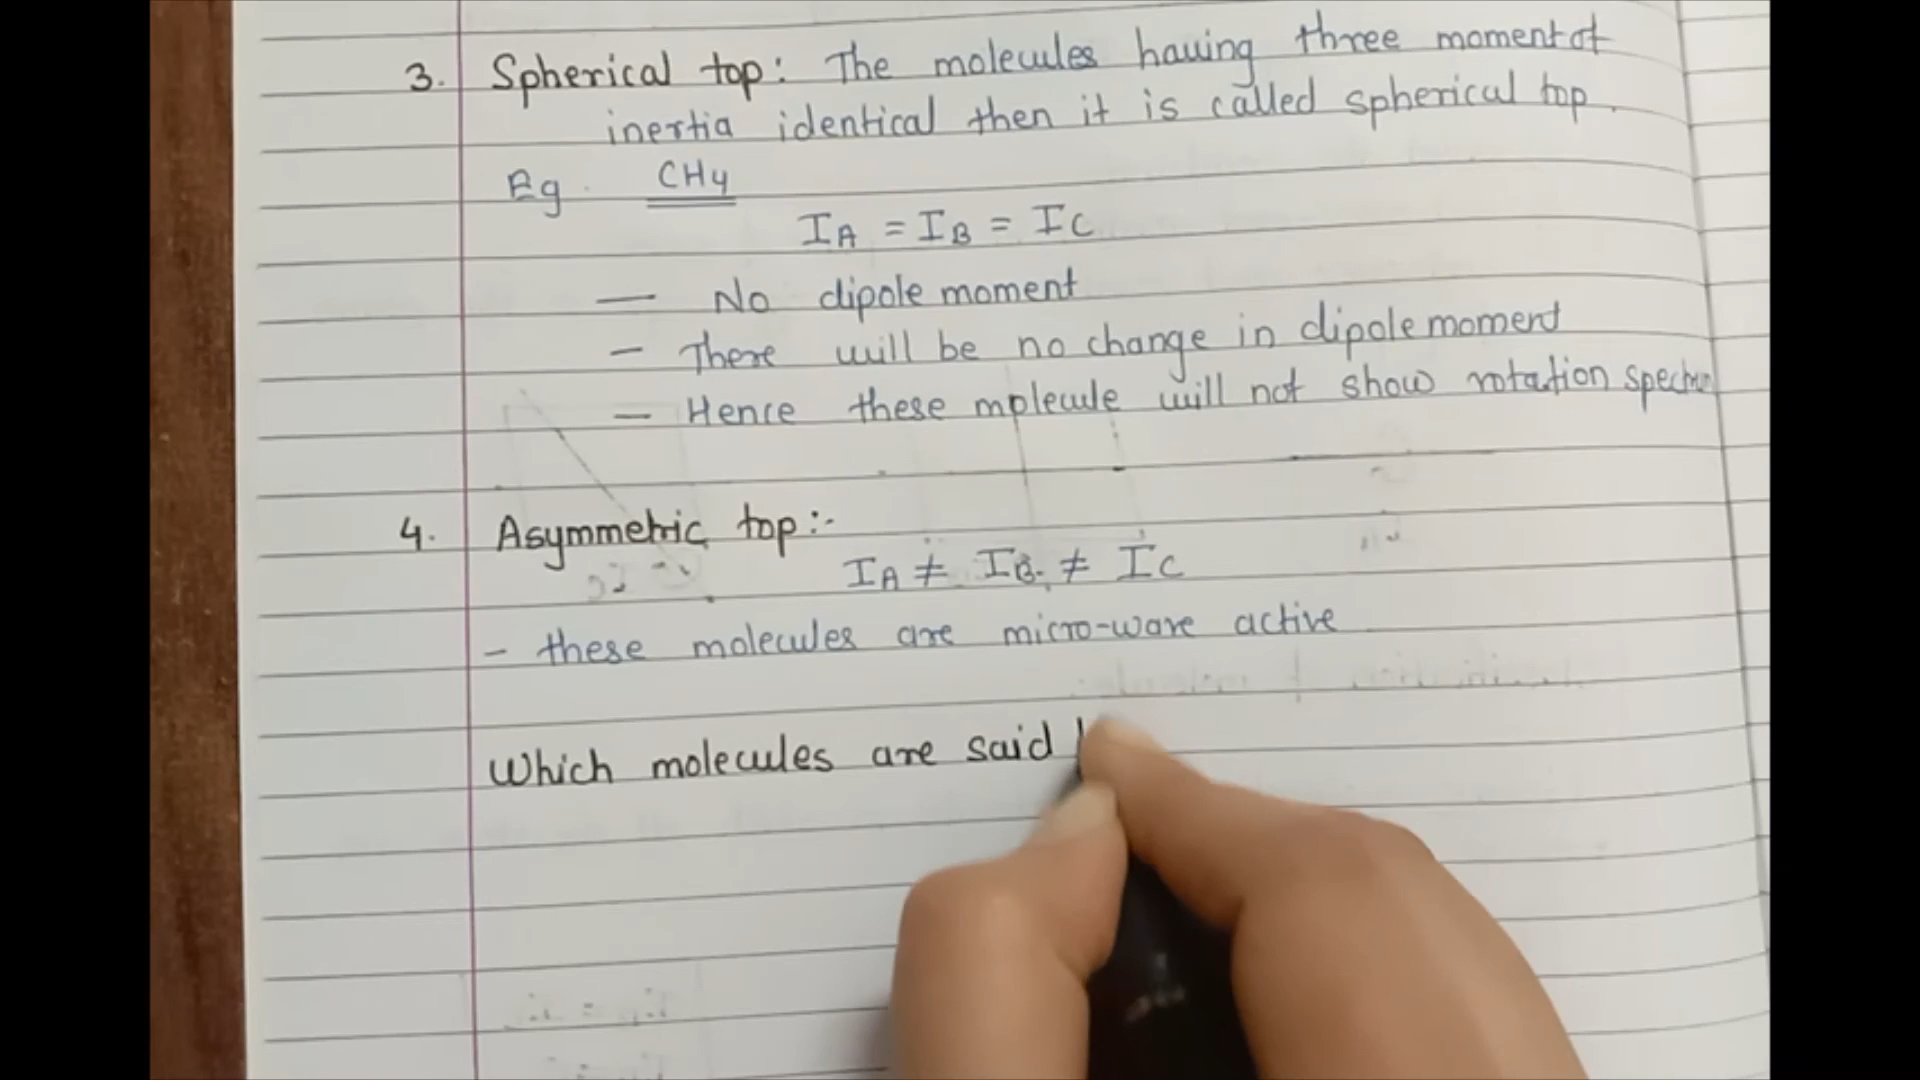 3. Spherical top: The molecules having three moment of
inertia identical then it is called spherical top.
Eg. CH4
IA = IB = IC
— No dipole moment
— There will be no change in dipole moment
— Hence these molecule will not show rotation
4. Asymmetric top:-
IA ≠ IB ≠ IC
- these molecules are micro-wave active
Which molecules are said